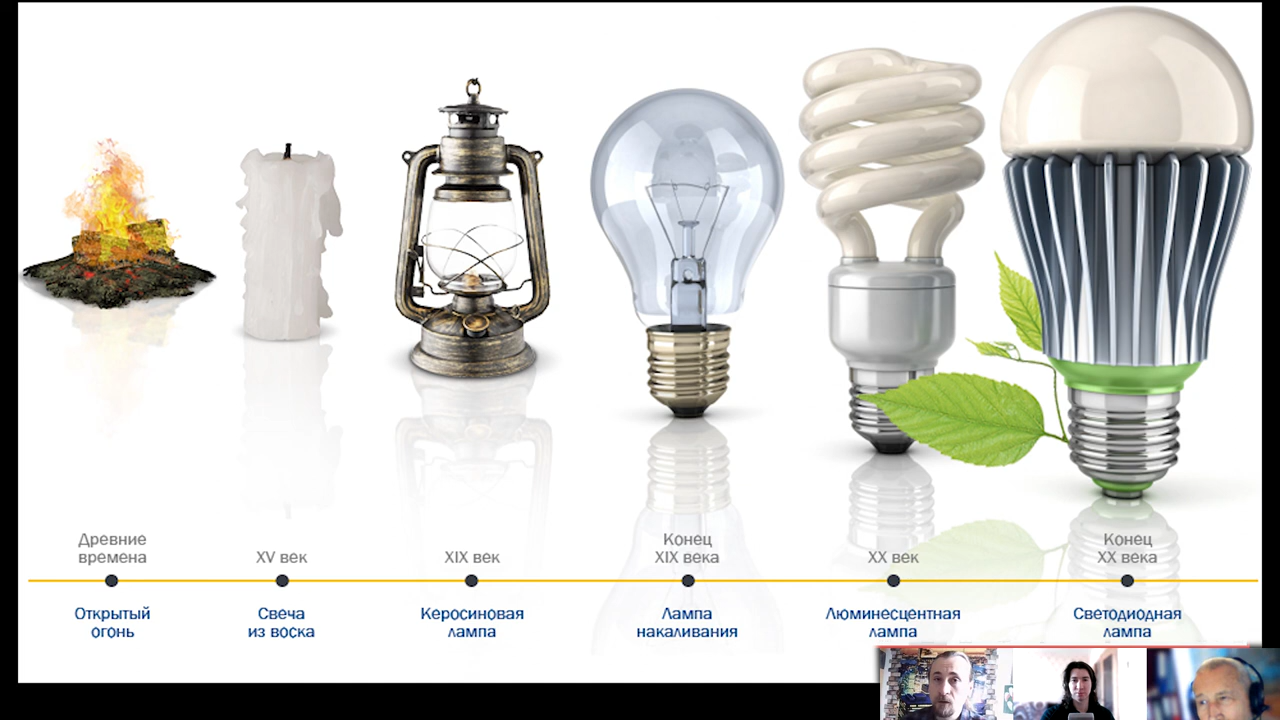 Древние
времена
XV век
XIX век
Конец
XIX века
XX век
Конец
XX века
Открытый
огонь
Свеча
из воска
Керосиновая
лампа
Лампа
накаливания
Люминесцентная
лампа
Светодиодная
лампа